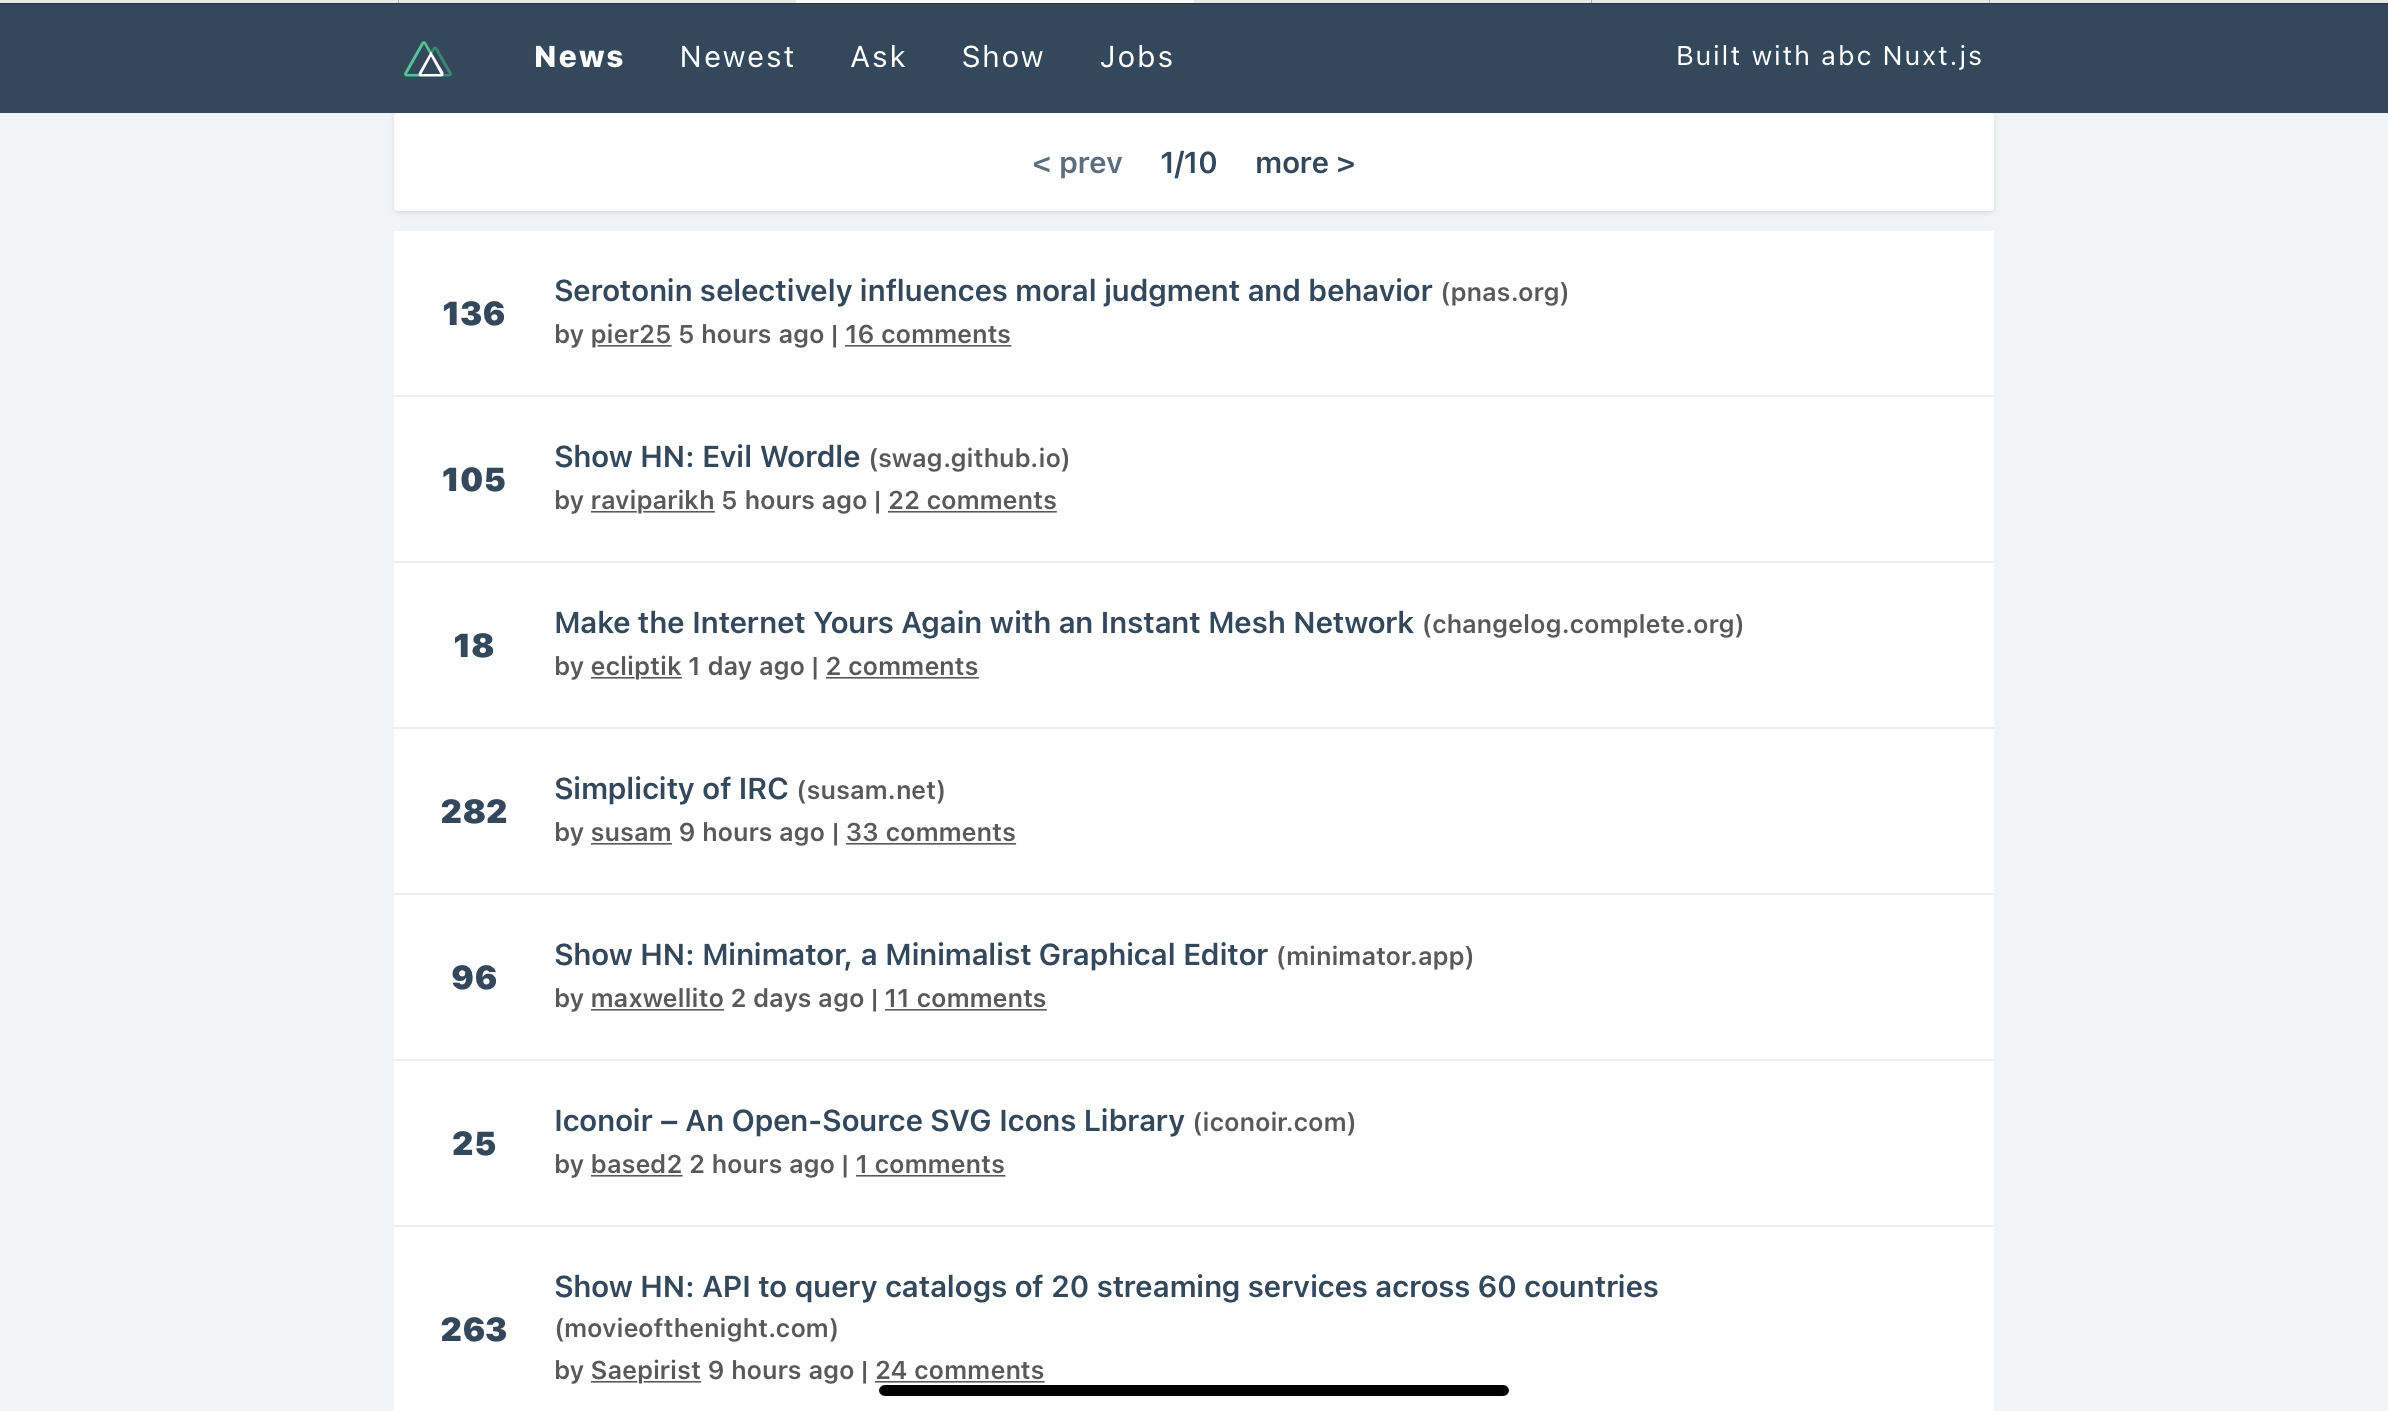 News Newest Ask Show Jobs Built with abc Nuxt.js
< prev 1/10 more >
136
Serotonin selectively influences moral judgment and behavior (pnas.org)
by pier25 5 hours ago | 16 comments
105
Show HN: Evil Wordle (swag.github.io)
by raviparikh 5 hours ago | 22 comments
18
Make the Internet Yours Again with an Instant Mesh Network (changelog.complete.org)
by ecliptik 1 day ago | 2 comments
282
Simplicity of IRC (susam.net)
by susam 9 hours ago | 33 comments
96
Show HN: Minimator, a Minimalist Graphical Editor (minimator.app)
by maxwellito 2 days ago | 11 comments
25
Iconoir – An Open-Source SVG Icons Library (iconoir.com)
by based2 2 hours ago | 1 comments
263
Show HN: API to query catalogs of 20 streaming services across 60 countries
(movieofthenight.com)
by Saepirist 9 hours ago | 24 comments